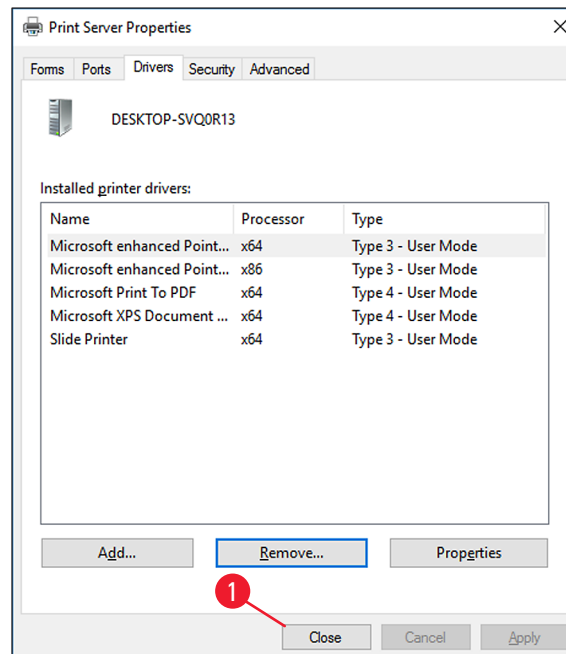 Print Server Properties
Forms Ports Drivers Security Advanced
DESKTOP-SVQ0R13
Installed printer drivers:
Name Processor Type
Microsoft enhanced Point... x64 Type 3 - User Mode
Microsoft enhanced Point... x86 Type 3 - User Mode
Microsoft Print To PDF x64 Type 4 - User Mode
Microsoft XPS Document ... x64 Type 4 - User Mode
Slide Printer x64 Type 3 - User Mode
Add... Remove... Properties
1
Close Cancel Apply